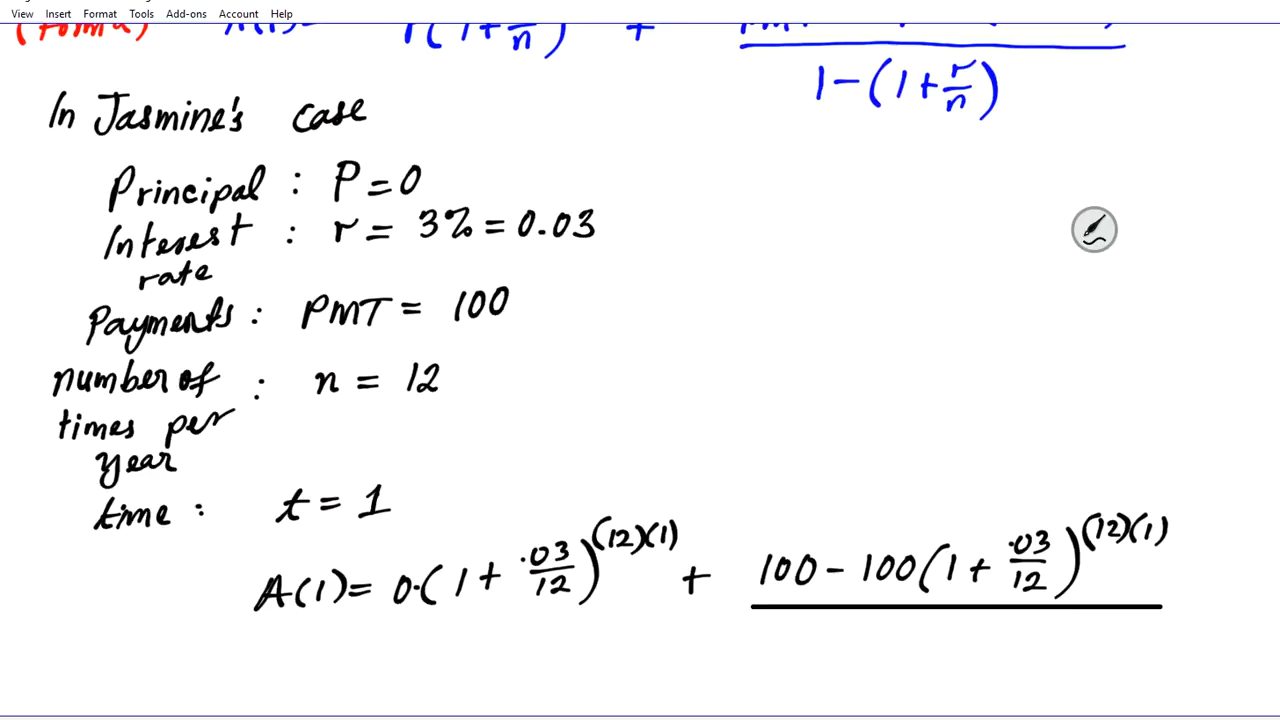 View Insert Format Tools Add-ons Account Help
1-(1+r/n)
In Jasmine's case
Principal : P=0
Interest rate : r = 3% = 0.03
Payments : PMT = 100
number of times per year : n = 12
time : t = 1
A(1)= 0·(1 + .03/12)^(12)(1) + 100 - 100(1 + .03/12)^(12)(1)